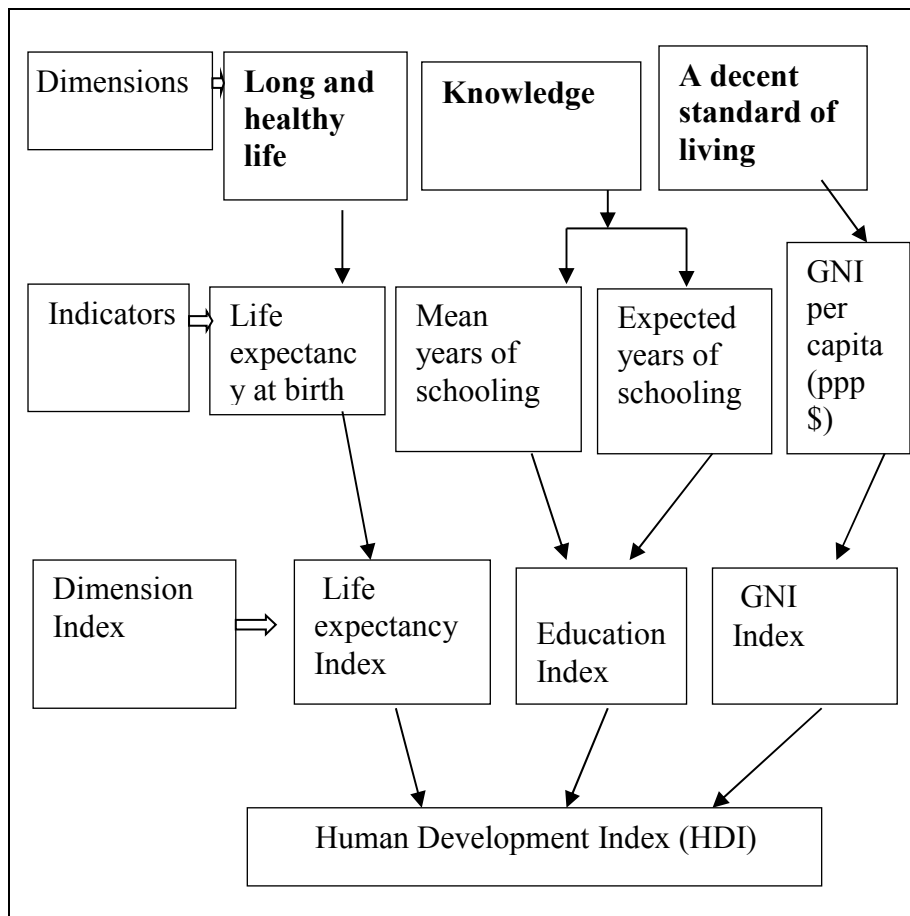 Dimensions
Long and
healthy
life
Knowledge
A decent
standard of
living
Indicators
Life
expectanc
y at birth
Mean
years of
schooling
Expected
years of
schooling
GNI
per
capita
(ppp
$)
Dimension
Index
Life
expectancy
Index
Education
Index
GNI
Index
Human Development Index (HDI)